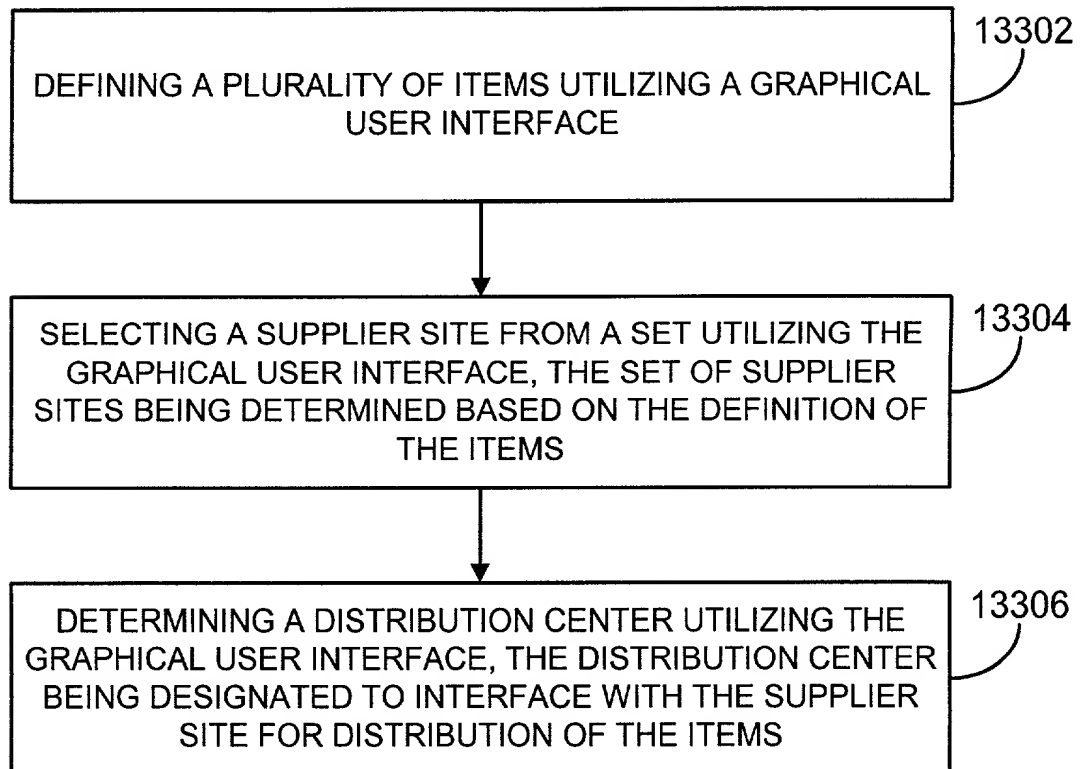 13302
DEFINING A PLURALITY OF ITEMS UTILIZING A GRAPHICAL
USER INTERFACE
13304
SELECTING A SUPPLIER SITE FROM A SET UTILIZING THE
GRAPHICAL USER INTERFACE, THE SET OF SUPPLIER
SITES BEING DETERMINED BASED ON THE DEFINITION OF
THE ITEMS
13306
DETERMINING A DISTRIBUTION CENTER UTILIZING THE
GRAPHICAL USER INTERFACE, THE DISTRIBUTION CENTER
BEING DESIGNATED TO INTERFACE WITH THE SUPPLIER
SITE FOR DISTRIBUTION OF THE ITEMS